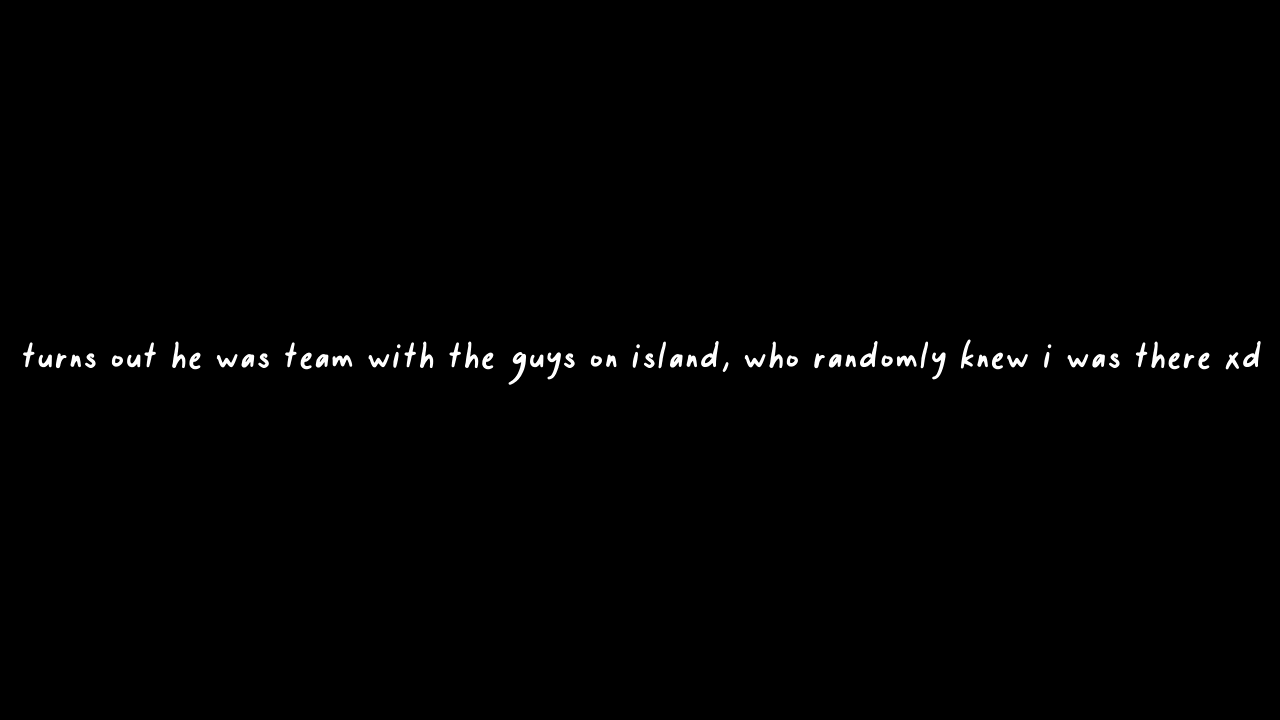 turns out he was team with the guys on island, who randomly knew i was there xd